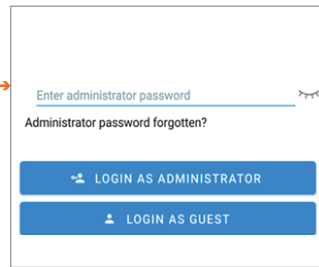 Enter administrator password
Administrator password forgotten?
LOGIN AS ADMINISTRATOR
LOGIN AS GUEST